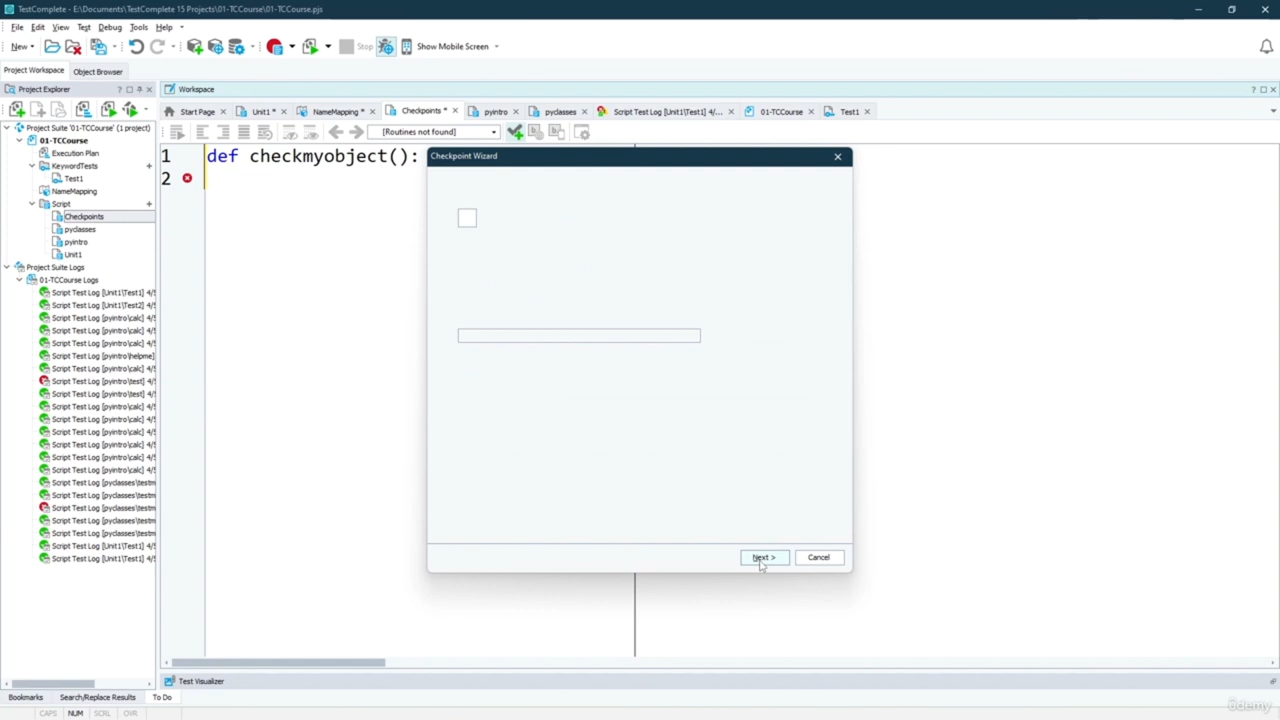 TestComplete - E:\Documents\TestComplete 15 Projects\01-TCCourse\01-TCCourse.pjs
File Edit View Test Debug Tools Help
New Stop Show Mobile Screen
Project Workspace Object Browser
Project Explorer ? Workspace ?
Start Page Unit1 * NameMapping * Checkpoints * pyintro pyclasses Script Test Log [Unit1\Test1] 4/... 01-TCCourse Test1
[Routines not found]
Project Suite '01-TCCourse' (1 project)
01-TCCourse
Execution Plan
KeywordTests
Test1
NameMapping
Script
Checkpoints
pyclasses
pyintro
Unit1
Project Suite Logs
01-TCCourse Logs
Script Test Log [Unit1\Test1] 4/5
Script Test Log [Unit1\Test2] 4/5
Script Test Log [pyintro\calc] 4/5
Script Test Log [pyintro\calc] 4/5
Script Test Log [pyintro\calc] 4/5
Script Test Log [pyintro\helpme]
Script Test Log [pyintro\calc] 4/5
Script Test Log [pyintro\test] 4/5
Script Test Log [pyintro\test] 4/5
Script Test Log [pyintro\calc] 4/5
Script Test Log [pyintro\calc] 4/5
Script Test Log [pyintro\calc] 4/5
Script Test Log [pyintro\calc] 4/5
Script Test Log [pyintro\calc] 4/5
Script Test Log [pyintro\calc] 4/5
Script Test Log [pyclasses\testm
Script Test Log [pyclasses\testm
Script Test Log [pyclasses\testm
Script Test Log [pyclasses\testm
Script Test Log [pyclasses\testm
Script Test Log [Unit1\Test1] 4/5
Script Test Log [Unit1\Test1] 4/5
1 def checkmyobject():
2
Checkpoint Wizard
Next > Cancel
Test Visualizer
Bookmarks Search/Replace Results To Do
CAPS NUM SCRL OVR
ûdemy